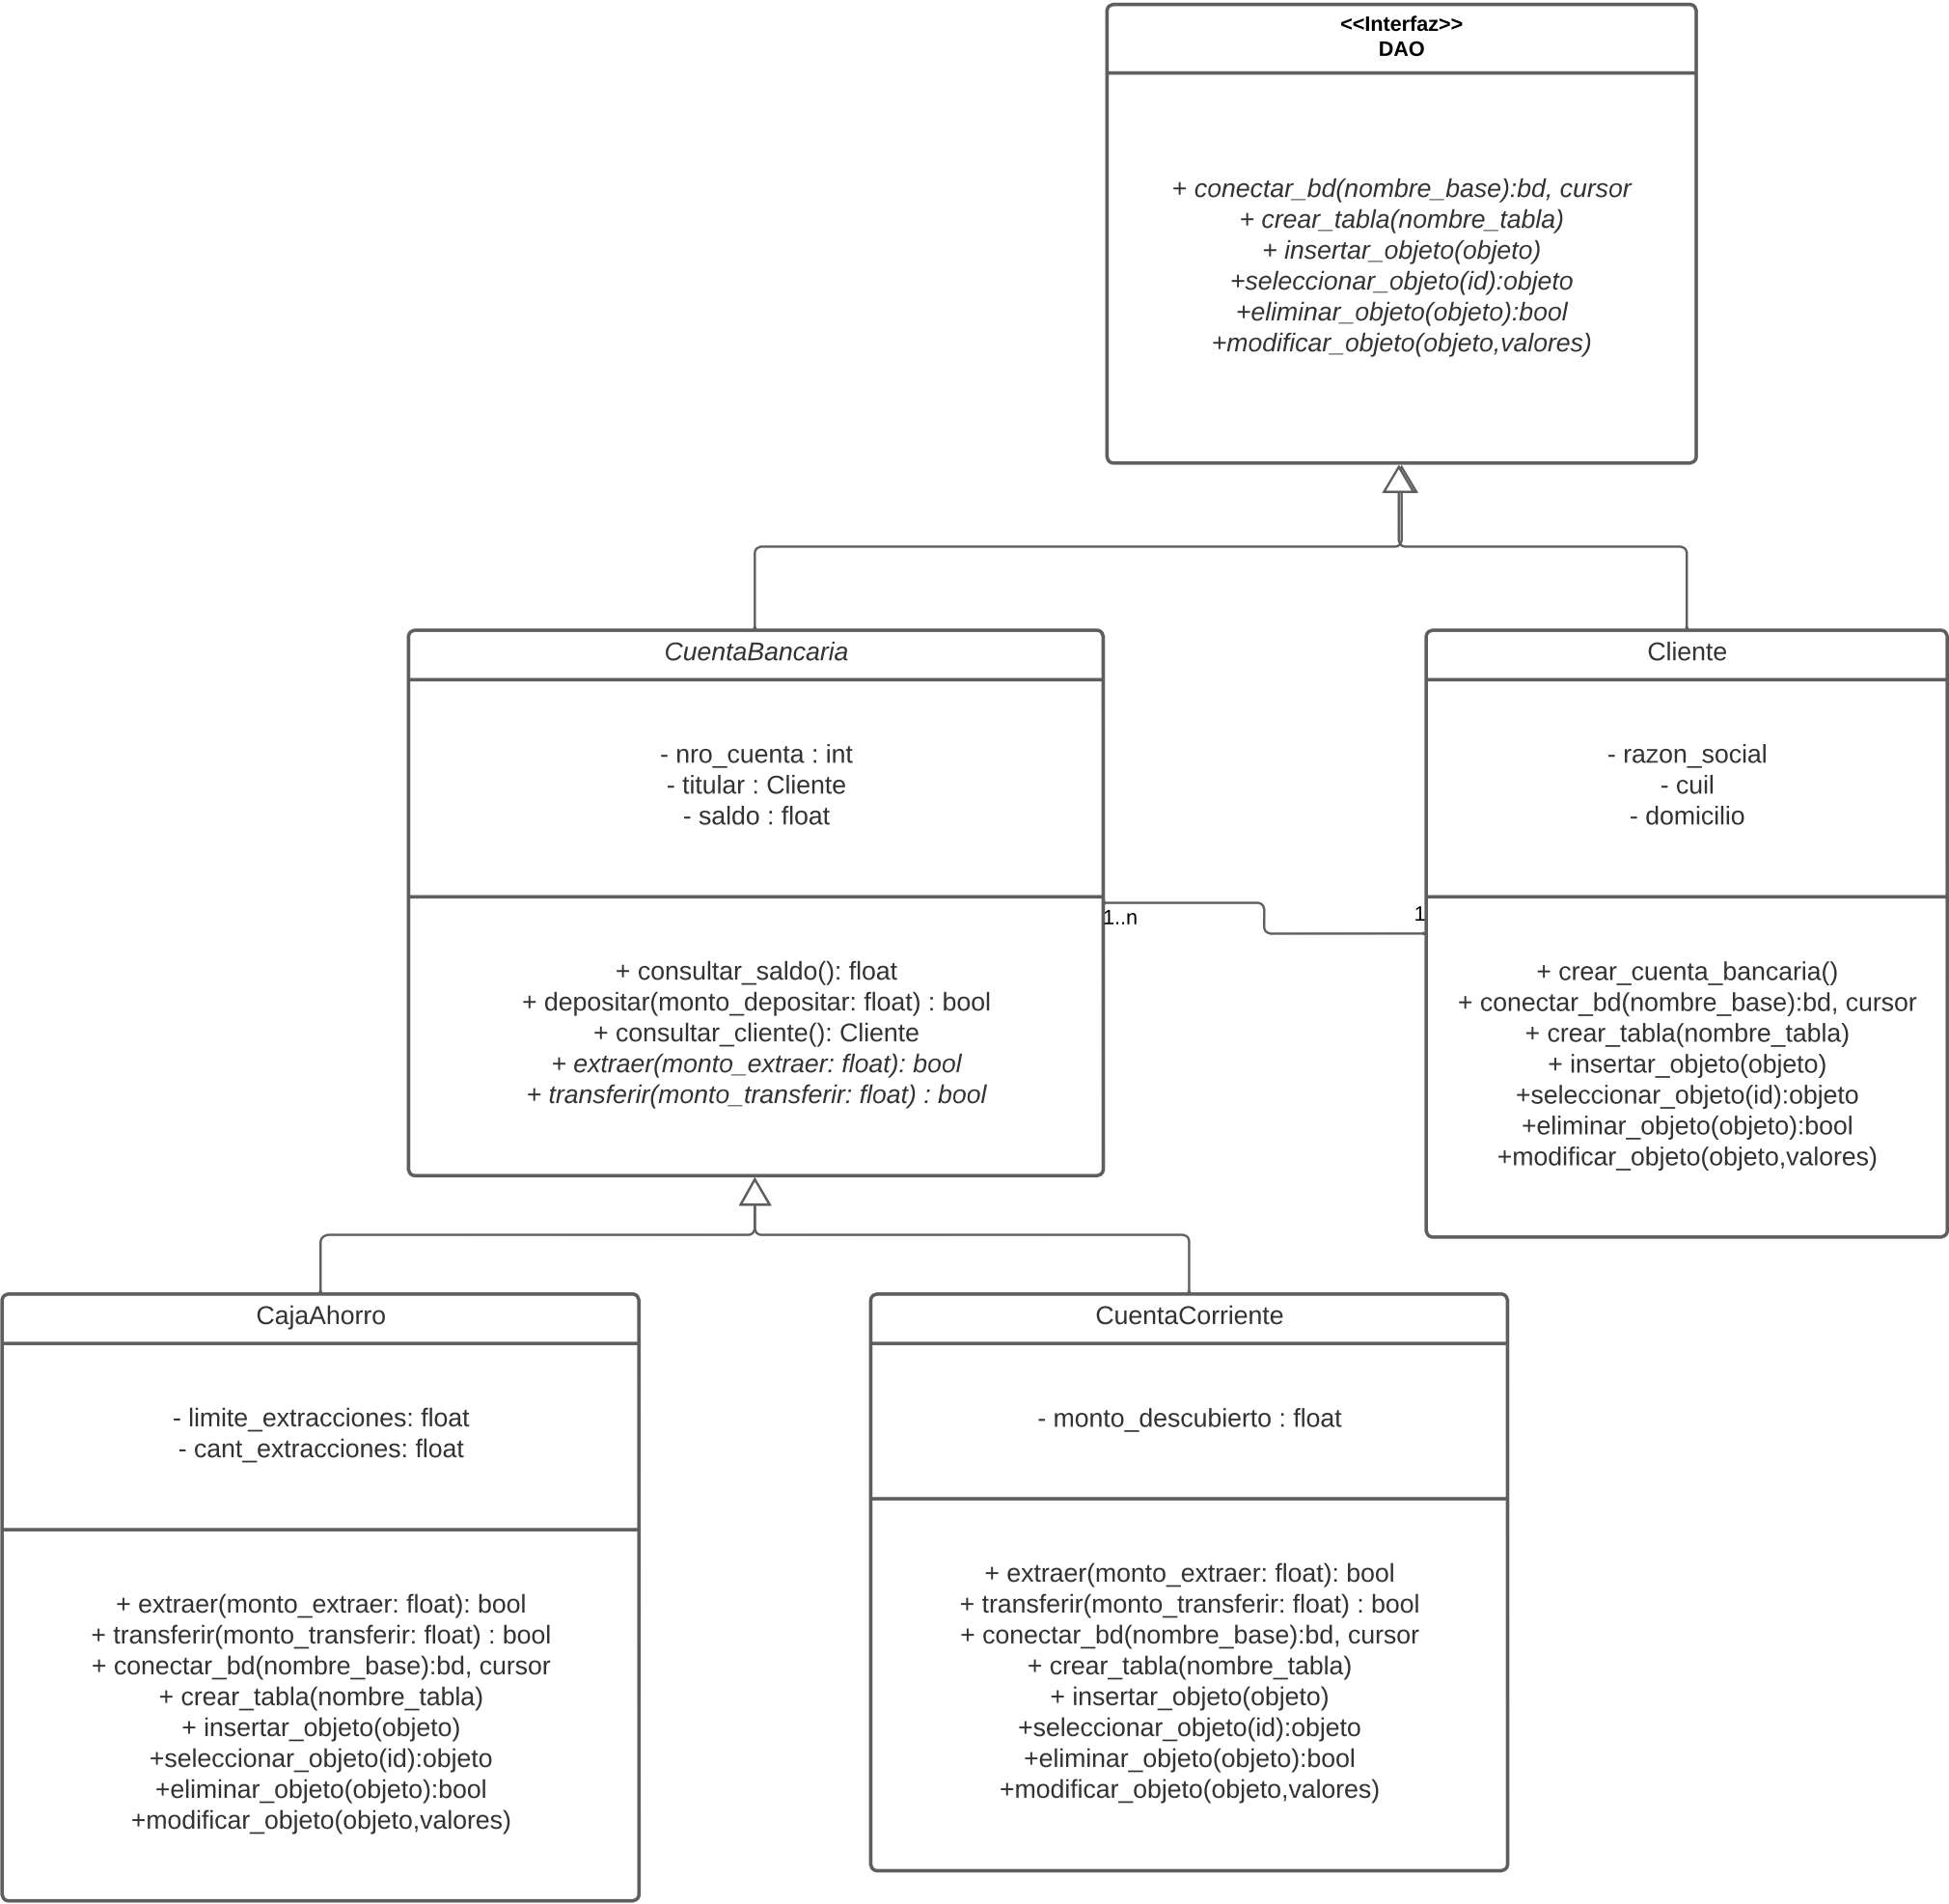 <<Interfaz>>
DAO
+ conectar_bd(nombre_base):bd, cursor
+ crear_tabla(nombre_tabla)
+ insertar_objeto(objeto)
+seleccionar_objeto(id):objeto
+eliminar_objeto(objeto):bool
+modificar_objeto(objeto,valores)
CuentaBancaria
- nro_cuenta : int
- titular : Cliente
- saldo : float
+ consultar_saldo(): float
+ depositar(monto_depositar: float) : bool
+ consultar_cliente(): Cliente
+ extraer(monto_extraer: float): bool
+ transferir(monto_transferir: float) : bool
1..n
1
Cliente
- razon_social
- cuil
- domicilio
+ crear_cuenta_bancaria()
+ conectar_bd(nombre_base):bd, cursor
+ crear_tabla(nombre_tabla)
+ insertar_objeto(objeto)
+seleccionar_objeto(id):objeto
+eliminar_objeto(objeto):bool
+modificar_objeto(objeto,valores)
CajaAhorro
- limite_extracciones: float
- cant_extracciones: float
+ extraer(monto_extraer: float): bool
+ transferir(monto_transferir: float) : bool
+ conectar_bd(nombre_base):bd, cursor
+ crear_tabla(nombre_tabla)
+ insertar_objeto(objeto)
+seleccionar_objeto(id):objeto
+eliminar_objeto(objeto):bool
+modificar_objeto(objeto,valores)
CuentaCorriente
- monto_descubierto : float
+ extraer(monto_extraer: float): bool
+ transferir(monto_transferir: float) : bool
+ conectar_bd(nombre_base):bd, cursor
+ crear_tabla(nombre_tabla)
+ insertar_objeto(objeto)
+seleccionar_objeto(id):objeto
+eliminar_objeto(objeto):bool
+modificar_objeto(objeto,valores)